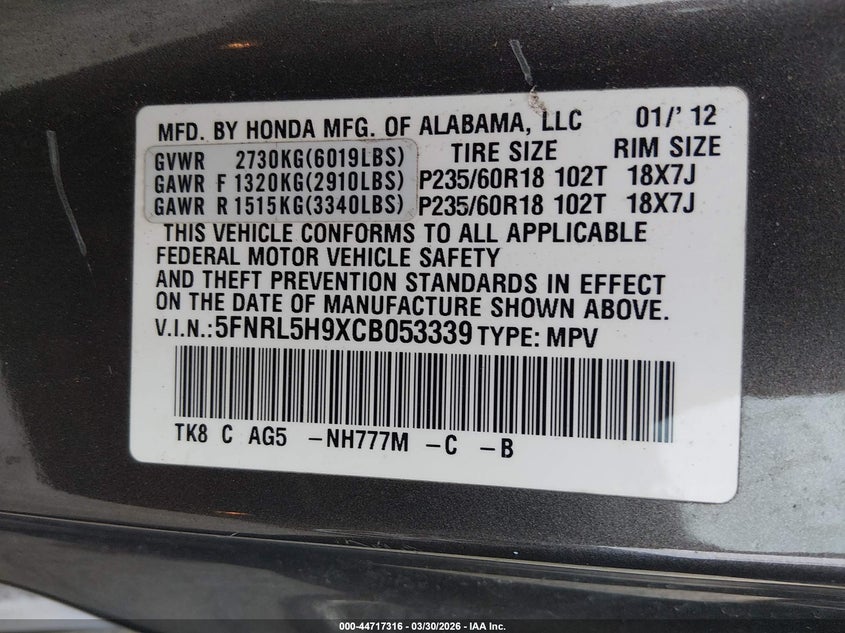 MFD. BY HONDA MFG. OF ALABAMA, LLC 01/' 12
GVWR 2730KG(6019LBS) TIRE SIZE RIM SIZE
GAWR F 1320KG(2910LBS) P235/60R18 102T 18X7J
GAWR R 1515KG(3340LBS) P235/60R18 102T 18X7J
THIS VEHICLE CONFORMS TO ALL APPLICABLE
FEDERAL MOTOR VEHICLE SAFETY
AND THEFT PREVENTION STANDARDS IN EFFECT
ON THE DATE OF MANUFACTURE SHOWN ABOVE.
V.I.N.:5FNRL5H9XCB053339 TYPE: MPV
TK8 C AG5 -NH777M -C -B
000-44717316 | 03/30/2026 | IAA Inc.